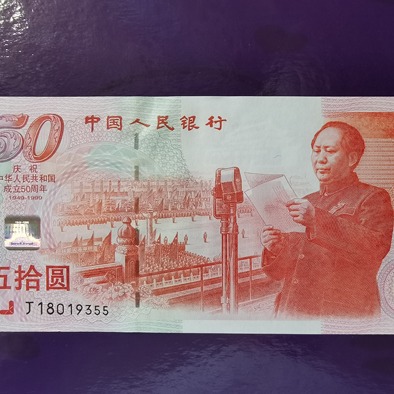 50
中国人民银行
庆祝
中华人民共和国
成立50周年
1949-1999
五拾圆
J18019355